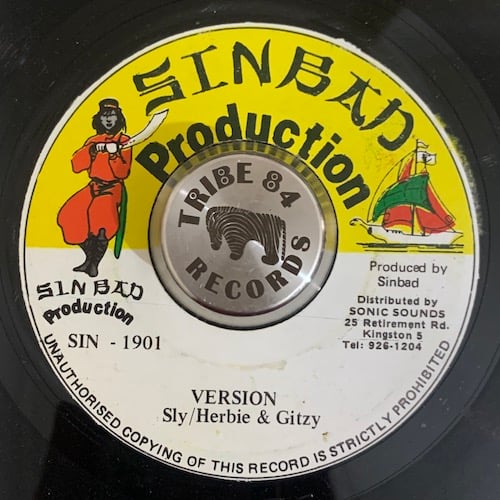 SINBAD
Production
TRIBE 84
RECORDS
SINBAD
Production
SIN - 1901
Produced by
Sinbad
Distributed by
SONIC SOUNDS
25 Retirement Rd.
Kingston 5
Tel: 926-1204
VERSION
Sly/Herbie & Gitzy
UNAUTHORISED COPYING OF THIS RECORD IS STRICTLY PROHIBITED